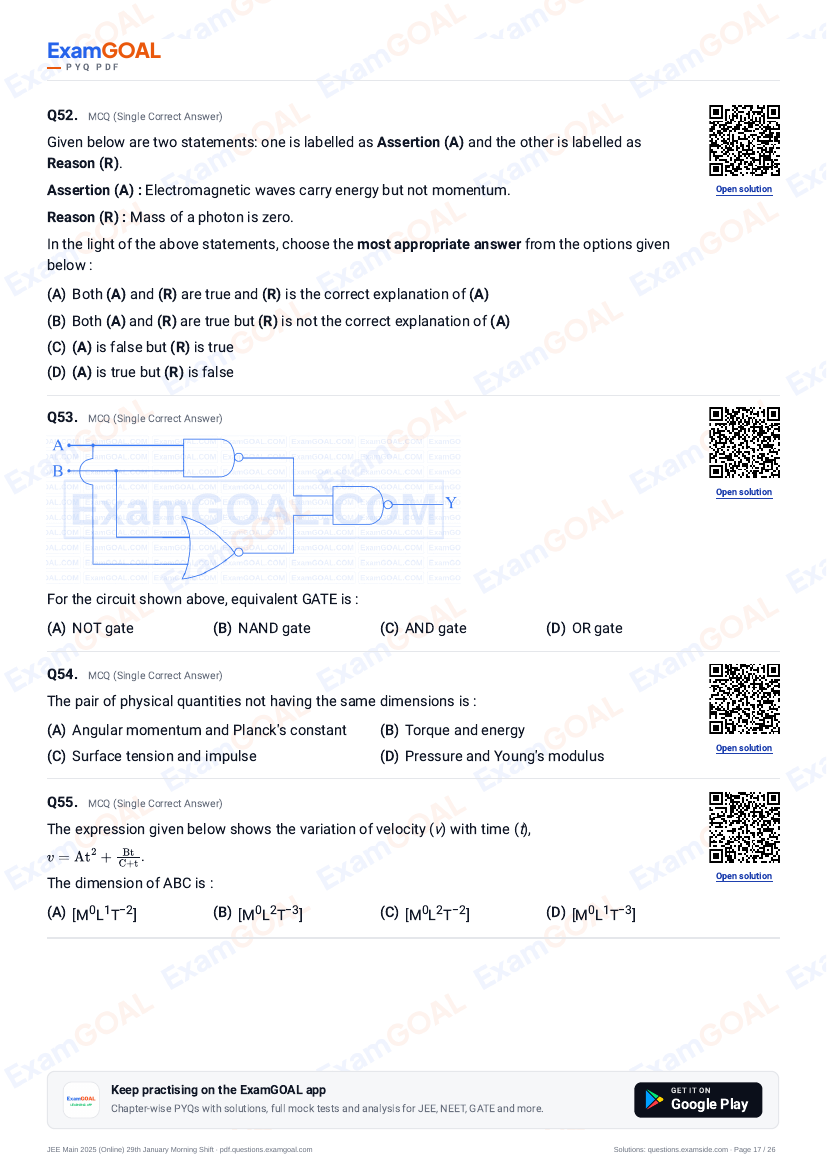 ExamGOAL
PYQ PDF
Q52. MCQ (Single Correct Answer)
Given below are two statements: one is labelled as Assertion (A) and the other is labelled as
Reason (R).
Open solution
Assertion (A) : Electromagnetic waves carry energy but not momentum.
Reason (R) : Mass of a photon is zero.
In the light of the above statements, choose the most appropriate answer from the options given
below :
(A) Both (A) and (R) are true and (R) is the correct explanation of (A)
(B) Both (A) and (R) are true but (R) is not the correct explanation of (A)
(C) (A) is false but (R) is true
(D) (A) is true but (R) is false
Q53. MCQ (Single Correct Answer)
A
B
Y
ExamGOAL.COM
Open solution
For the circuit shown above, equivalent GATE is :
(A) NOT gate (B) NAND gate (C) AND gate (D) OR gate
Q54. MCQ (Single Correct Answer)
The pair of physical quantities not having the same dimensions is :
(A) Angular momentum and Planck's constant (B) Torque and energy
(C) Surface tension and impulse (D) Pressure and Young's modulus
Open solution
Q55. MCQ (Single Correct Answer)
The expression given below shows the variation of velocity (v) with time (t),
v = At² + Bt/C+t.
The dimension of ABC is :
Open solution
(A) [M⁰L¹T⁻²] (B) [M⁰L²T⁻³] (C) [M⁰L²T⁻²] (D) [M⁰L¹T⁻³]
ExamGOAL
Keep practising on the ExamGOAL app
Chapter-wise PYQs with solutions, full mock tests and analysis for JEE, NEET, GATE and more.
GET IT ON
Google Play
JEE Main 2025 (Online) 29th January Morning Shift · pdf.questions.examgoal.com
Solutions: questions.examside.com · Page 17 / 26